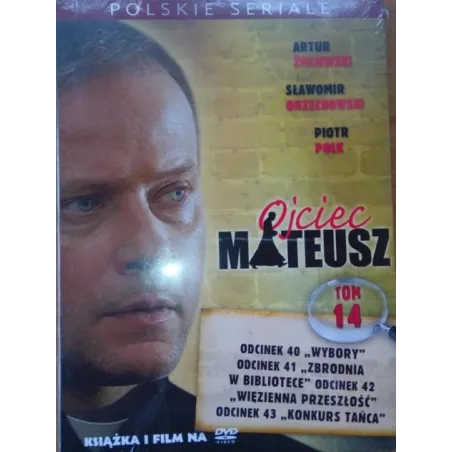 POLSKIE SERIALE
ARTUR
ŻMIJEWSKI
SŁAWOMIR
ORZECHOWSKI
PIOTR
POLK
Ojciec
MATEUSZ
TOM
14
ODCINEK 40 „WYBORY”
ODCINEK 41 „ZBRODNIA
W BIBLIOTECE” ODCINEK 42
„WIĘZIENNA PRZESZŁOŚĆ”
ODCINEK 43 „KONKURS TAŃCA”
KSIĄŻKA I FILM NA DVD
VIDEO